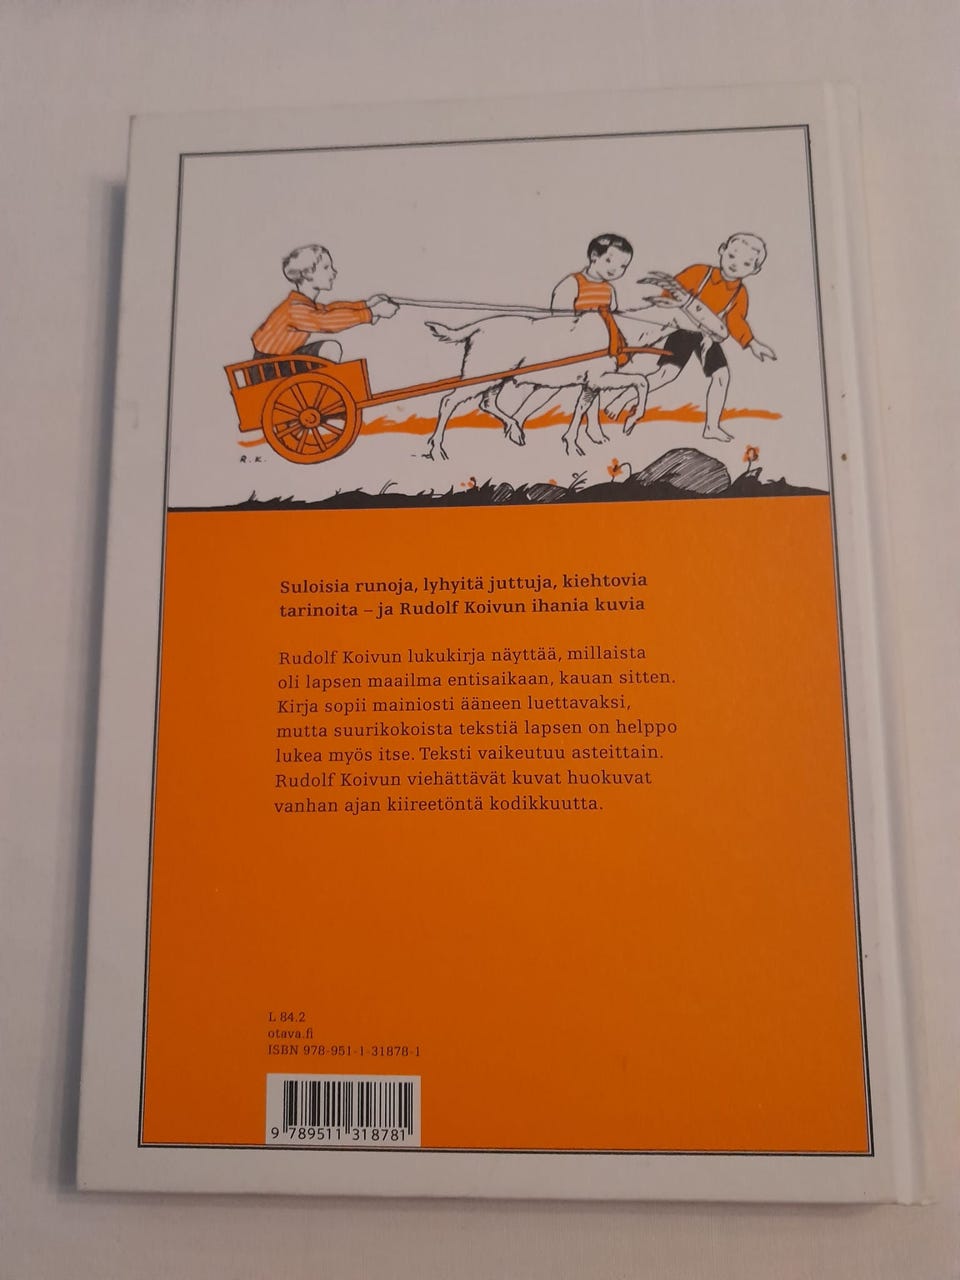 R. K.
Suloisia runoja, lyhyitä juttuja, kiehtovia
tarinoita – ja Rudolf Koivun ihania kuvia
Rudolf Koivun lukukirja näyttää, millaista
oli lapsen maailma entisaikaan, kauan sitten.
Kirja sopii mainiosti ääneen luettavaksi,
mutta suurikokoista tekstiä lapsen on helppo
lukea myös itse. Teksti vaikeutuu asteittain.
Rudolf Koivun viehättävät kuvat huokuvat
vanhan ajan kiireetöntä kodikkuutta.
L 84.2
otava.fi
ISBN 978-951-1-31878-1
9 789511 318781